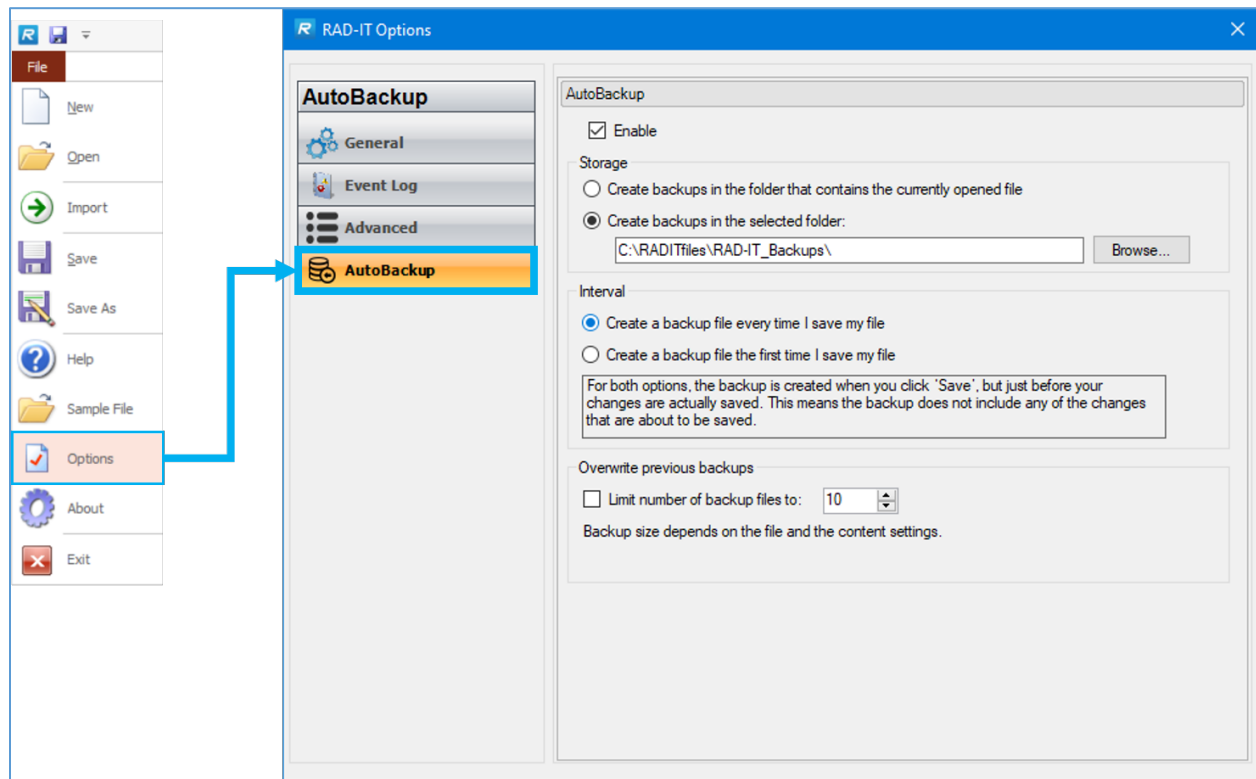 File
New
Open
Import
Save
Save As
Help
Sample File
Options
About
Exit
R RAD-IT Options
AutoBackup
General
Event Log
Advanced
AutoBackup
AutoBackup
Enable
Storage
Create backups in the folder that contains the currently opened file
Create backups in the selected folder:
C:\RADITfiles\RAD-IT_Backups\ Browse...
Interval
Create a backup file every time I save my file
Create a backup file the first time I save my file
For both options, the backup is created when you click 'Save', but just before your
changes are actually saved. This means the backup does not include any of the changes
that are about to be saved.
Overwrite previous backups
Limit number of backup files to: 10
Backup size depends on the file and the content settings.